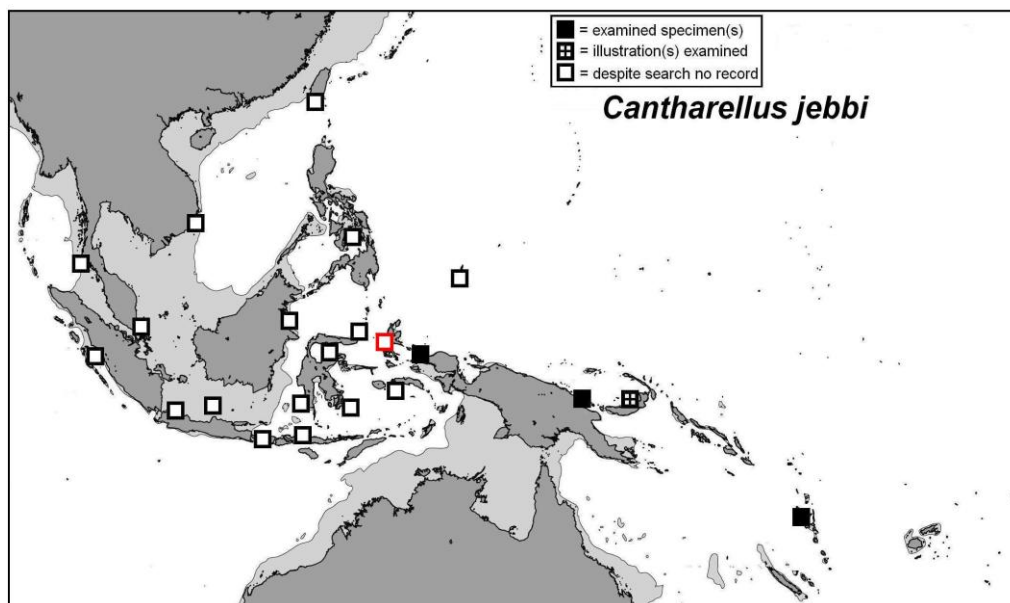 = examined specimen(s)
= illustration(s) examined
= despite search no record
Cantharellus jebbi